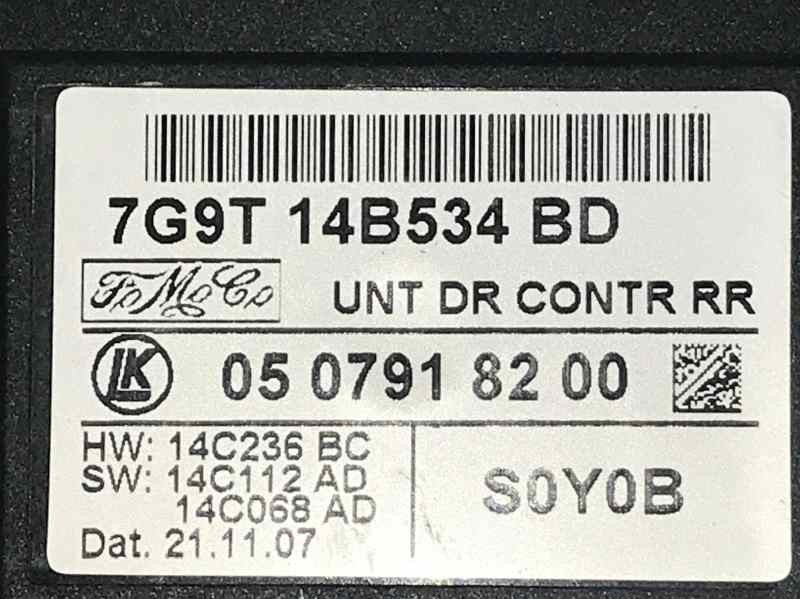 7G9T 14B534 BD
FoMoCo UNT DR CONTR RR
LK 05 0791 82 00
HW: 14C236 BC
SW: 14C112 AD
14C068 AD
S0Y0B
Dat. 21.11.07